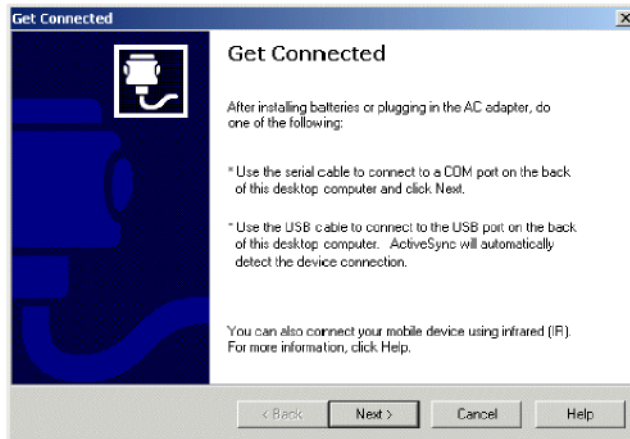 Get Connected
Get Connected
After installing batteries or plugging in the AC adapter, do
one of the following:
* Use the serial cable to connect to a COM port on the back
of this desktop computer and click Next.
* Use the USB cable to connect to the USB port on the back
of this desktop computer. ActiveSync will automatically
detect the device connection.
You can also connect your mobile device using infrared (IR).
For more information, click Help.
< Back Next > Cancel Help